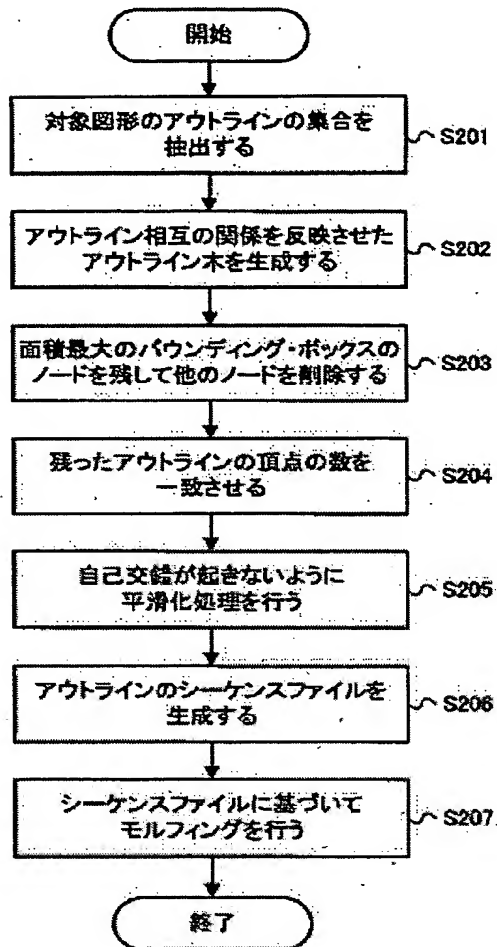 開始
対象図形のアウトラインの集合を
抽出する
S201
アウトライン相互の関係を反映させた
アウトライン木を生成する
S202
面積最大のバウンディング・ボックスの
ノードを残して他のノードを削除する
S203
残ったアウトラインの頂点の数を
一致させる
S204
自己交錯が起きないように
平滑化処理を行う
S205
アウトラインのシーケンスファイルを
生成する
S206
シーケンスファイルに基づいて
モルフィングを行う
S207
終了